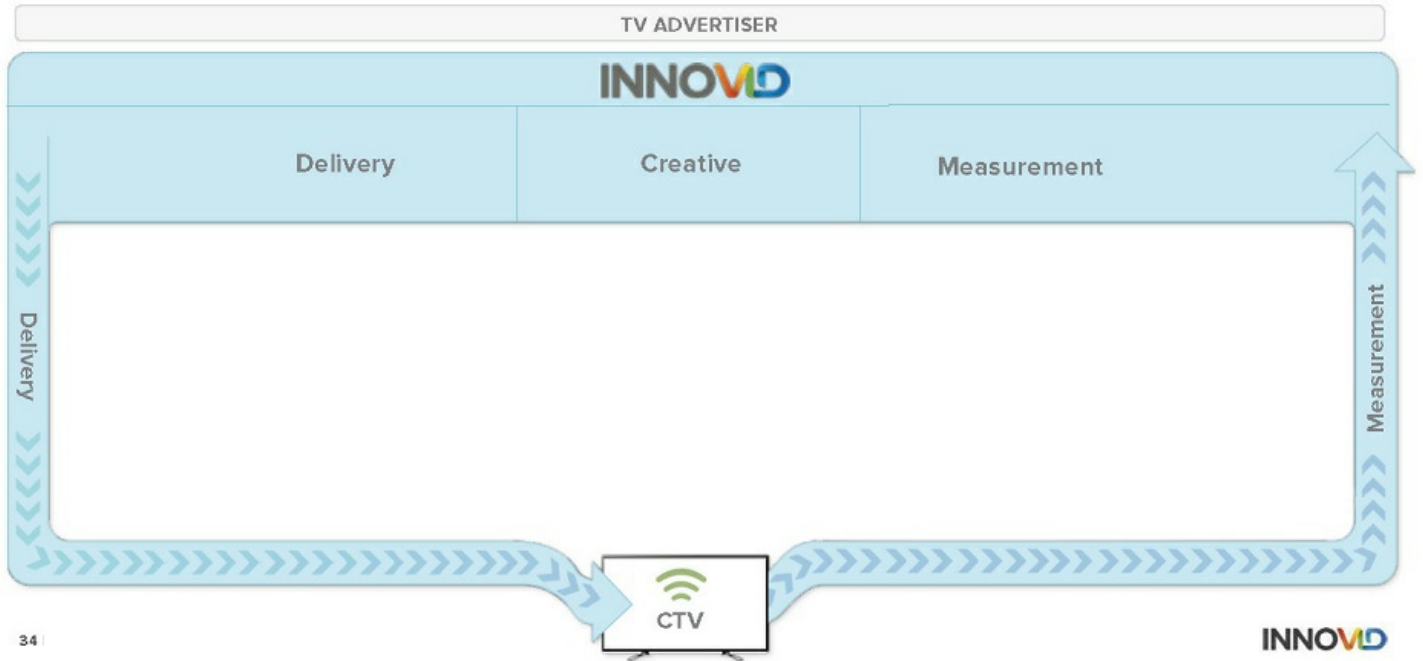 TV ADVERTISER
INNOVID
Delivery
Creative
Measurement
Delivery
Measurement
CTV
34
INNOVID